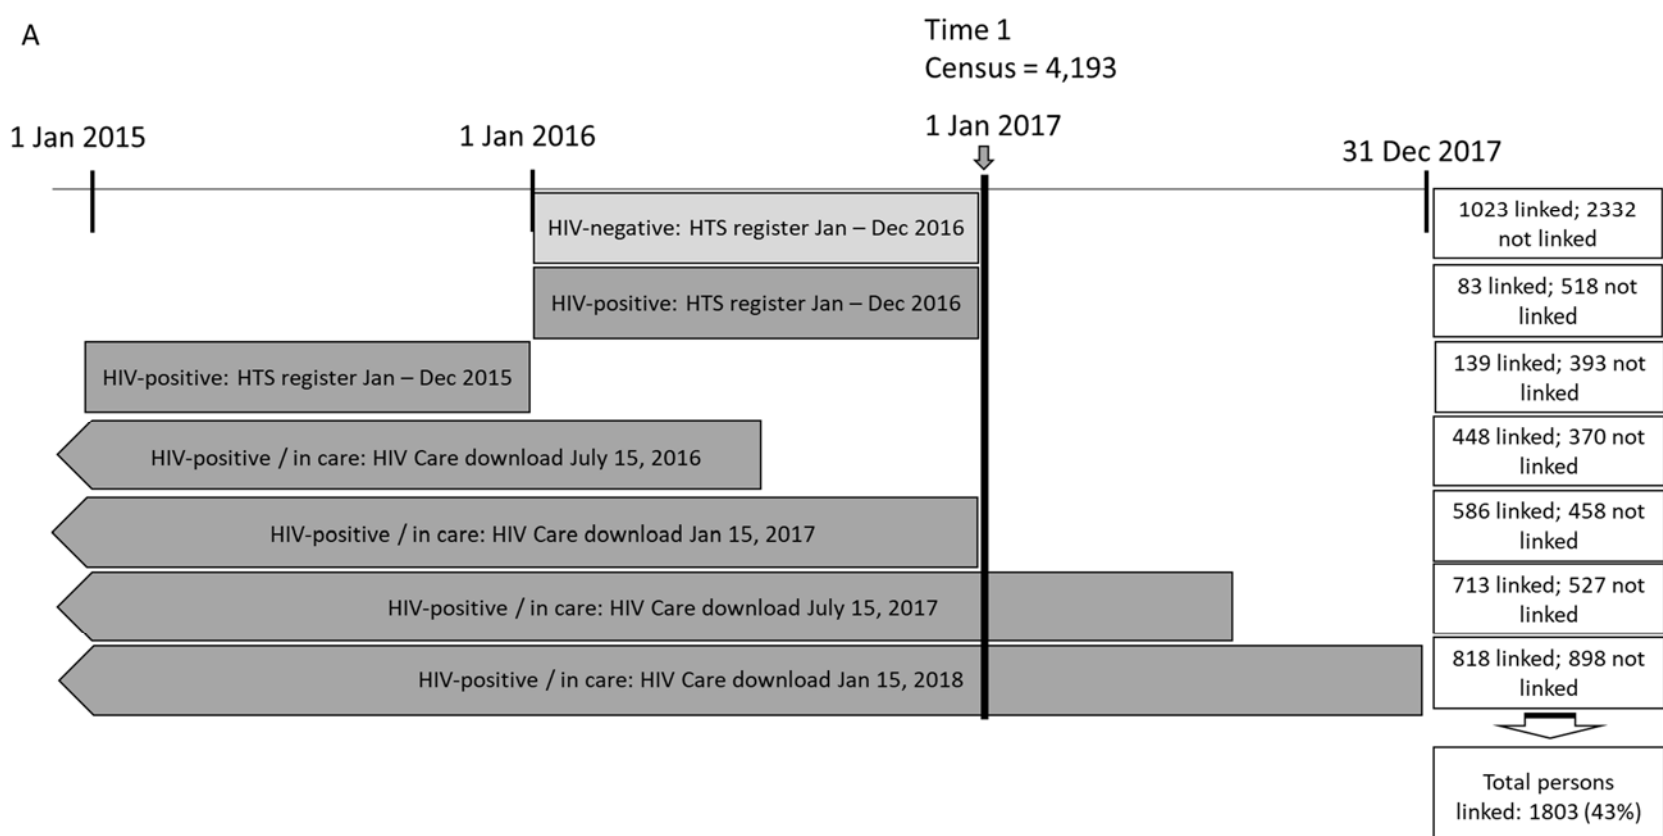 A
Time 1
Census = 4,193
1 Jan 2015
1 Jan 2016
1 Jan 2017
31 Dec 2017
HIV-negative: HTS register Jan – Dec 2016
1023 linked; 2332
not linked
HIV-positive: HTS register Jan – Dec 2016
83 linked; 518 not
linked
HIV-positive: HTS register Jan – Dec 2015
139 linked; 393 not
linked
HIV-positive / in care: HIV Care download July 15, 2016
448 linked; 370 not
linked
HIV-positive / in care: HIV Care download Jan 15, 2017
586 linked; 458 not
linked
HIV-positive / in care: HIV Care download July 15, 2017
713 linked; 527 not
linked
HIV-positive / in care: HIV Care download Jan 15, 2018
818 linked; 898 not
linked
Total persons
linked: 1803 (43%)